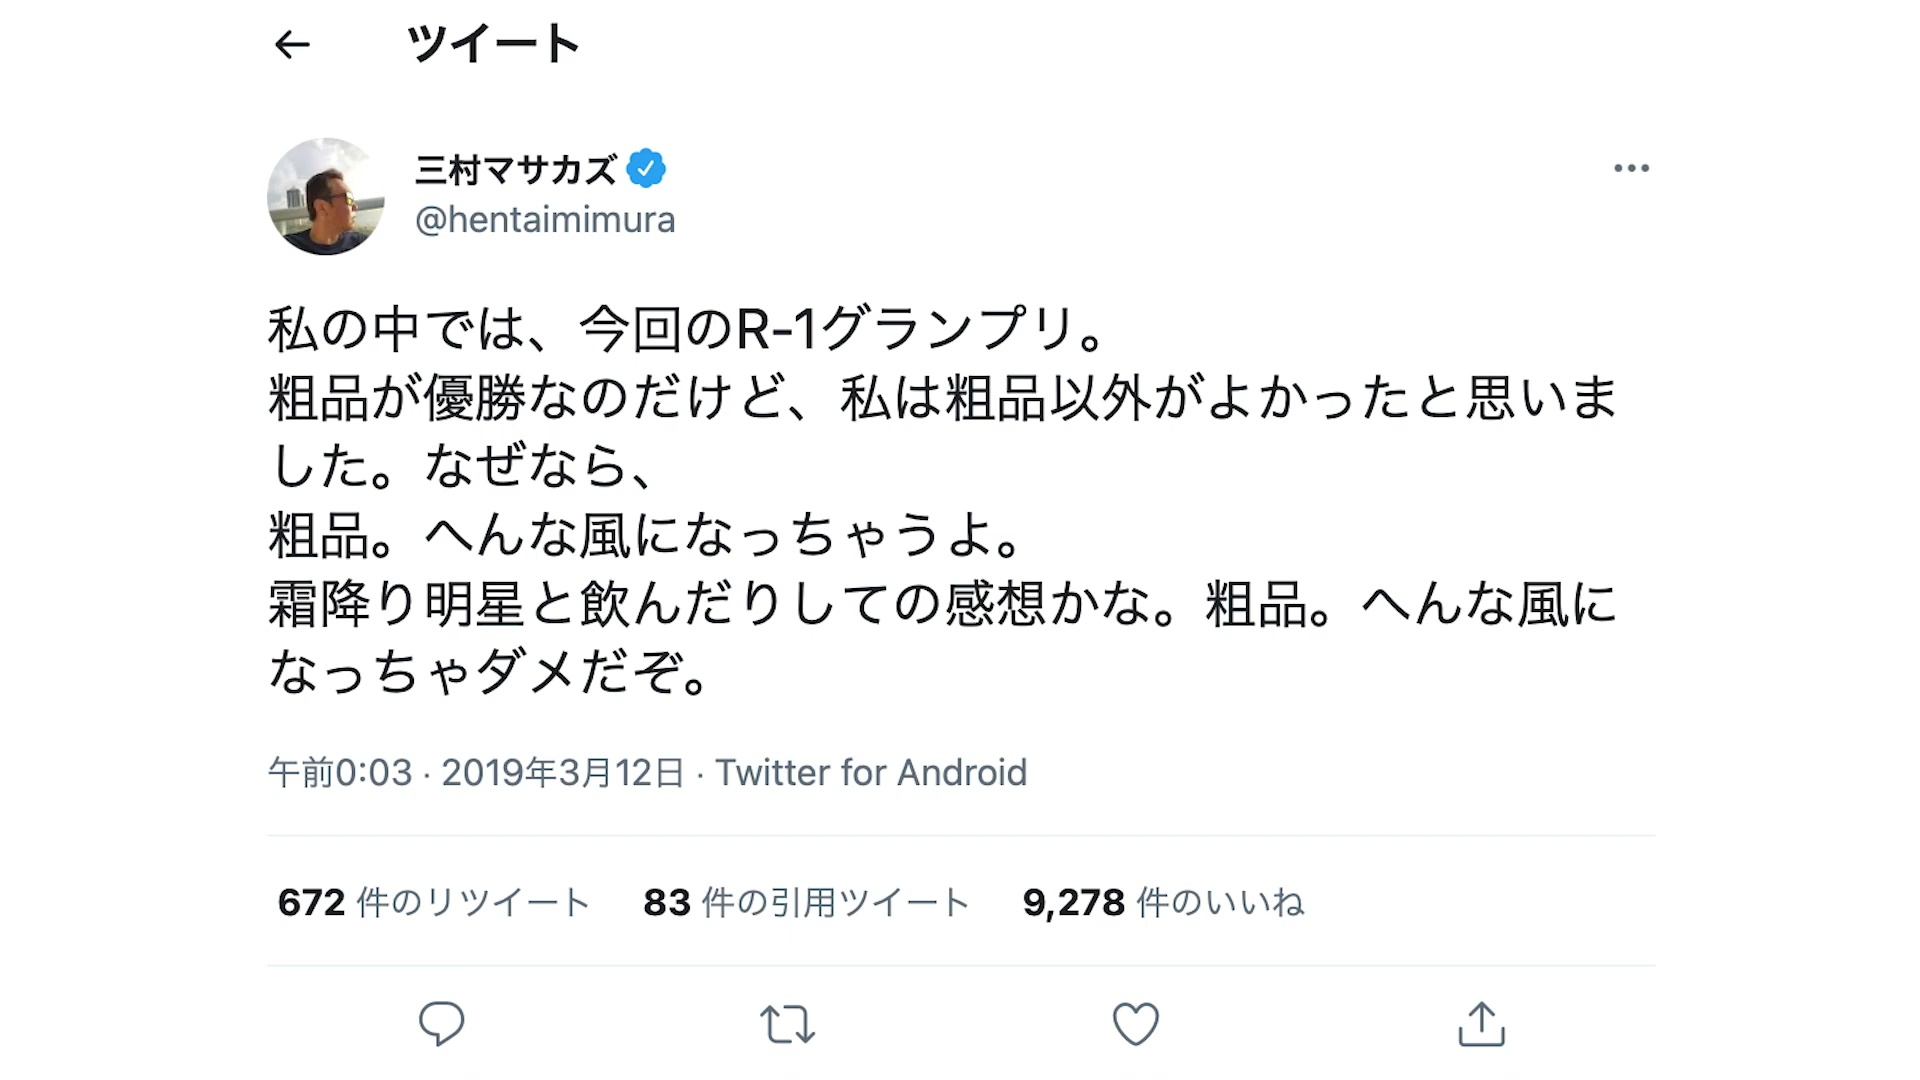 ツイート
三村マサカズ
@hentaimimura
私の中では、今回のR-1グランプリ。
粗品が優勝なのだけど、私は粗品以外がよかったと思いま
した。なぜなら、
粗品。へんな風になっちゃうよ。
霜降り明星と飲んだりしての感想かな。粗品。へんな風に
なっちゃダメだぞ。
午前0:03 · 2019年3月12日 · Twitter for Android
672 件のリツイート 83 件の引用ツイート 9,278 件のいいね